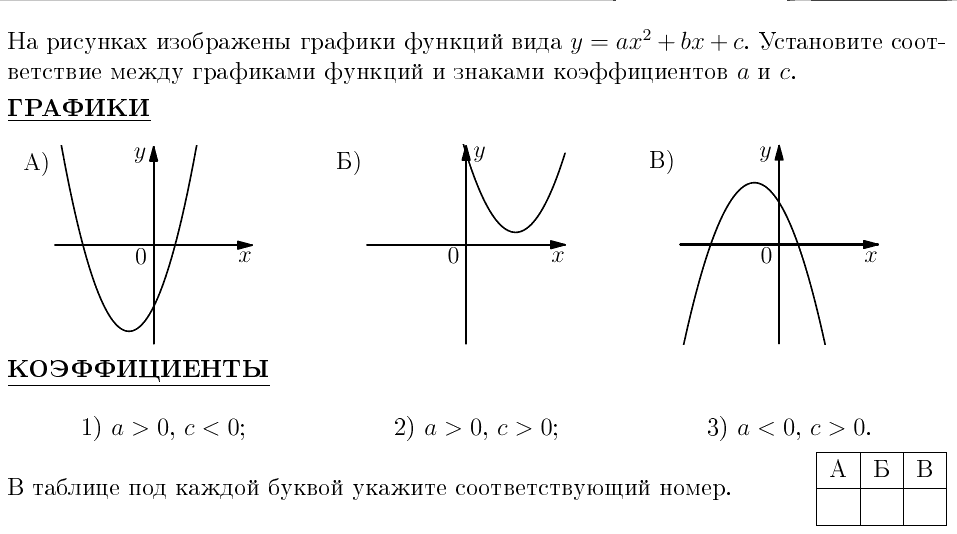 На рисунках изображены графики функций вида y = ax² + bx + c. Установите соот-
ветствие между графиками функций и знаками коэффициентов a и c.
ГРАФИКИ
А) y 0 x Б) y 0 x В) y 0 x
КОЭФФИЦИЕНТЫ
1) a > 0, c < 0; 2) a > 0, c > 0; 3) a < 0, c > 0.
А Б В
В таблице под каждой буквой укажите соответствующий номер.